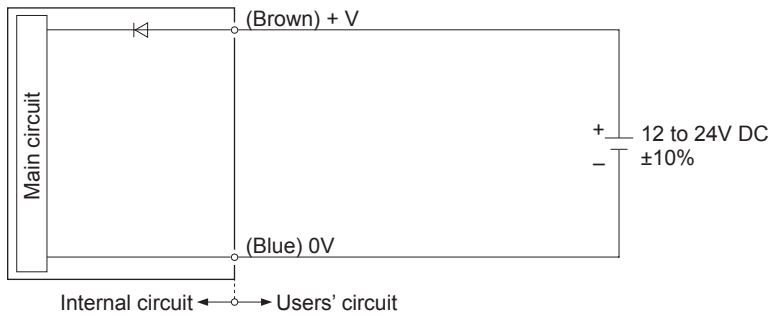 (Brown) + V
Main circuit
+ 12 to 24V DC
– ±10%
(Blue) 0V
Internal circuit Users’ circuit